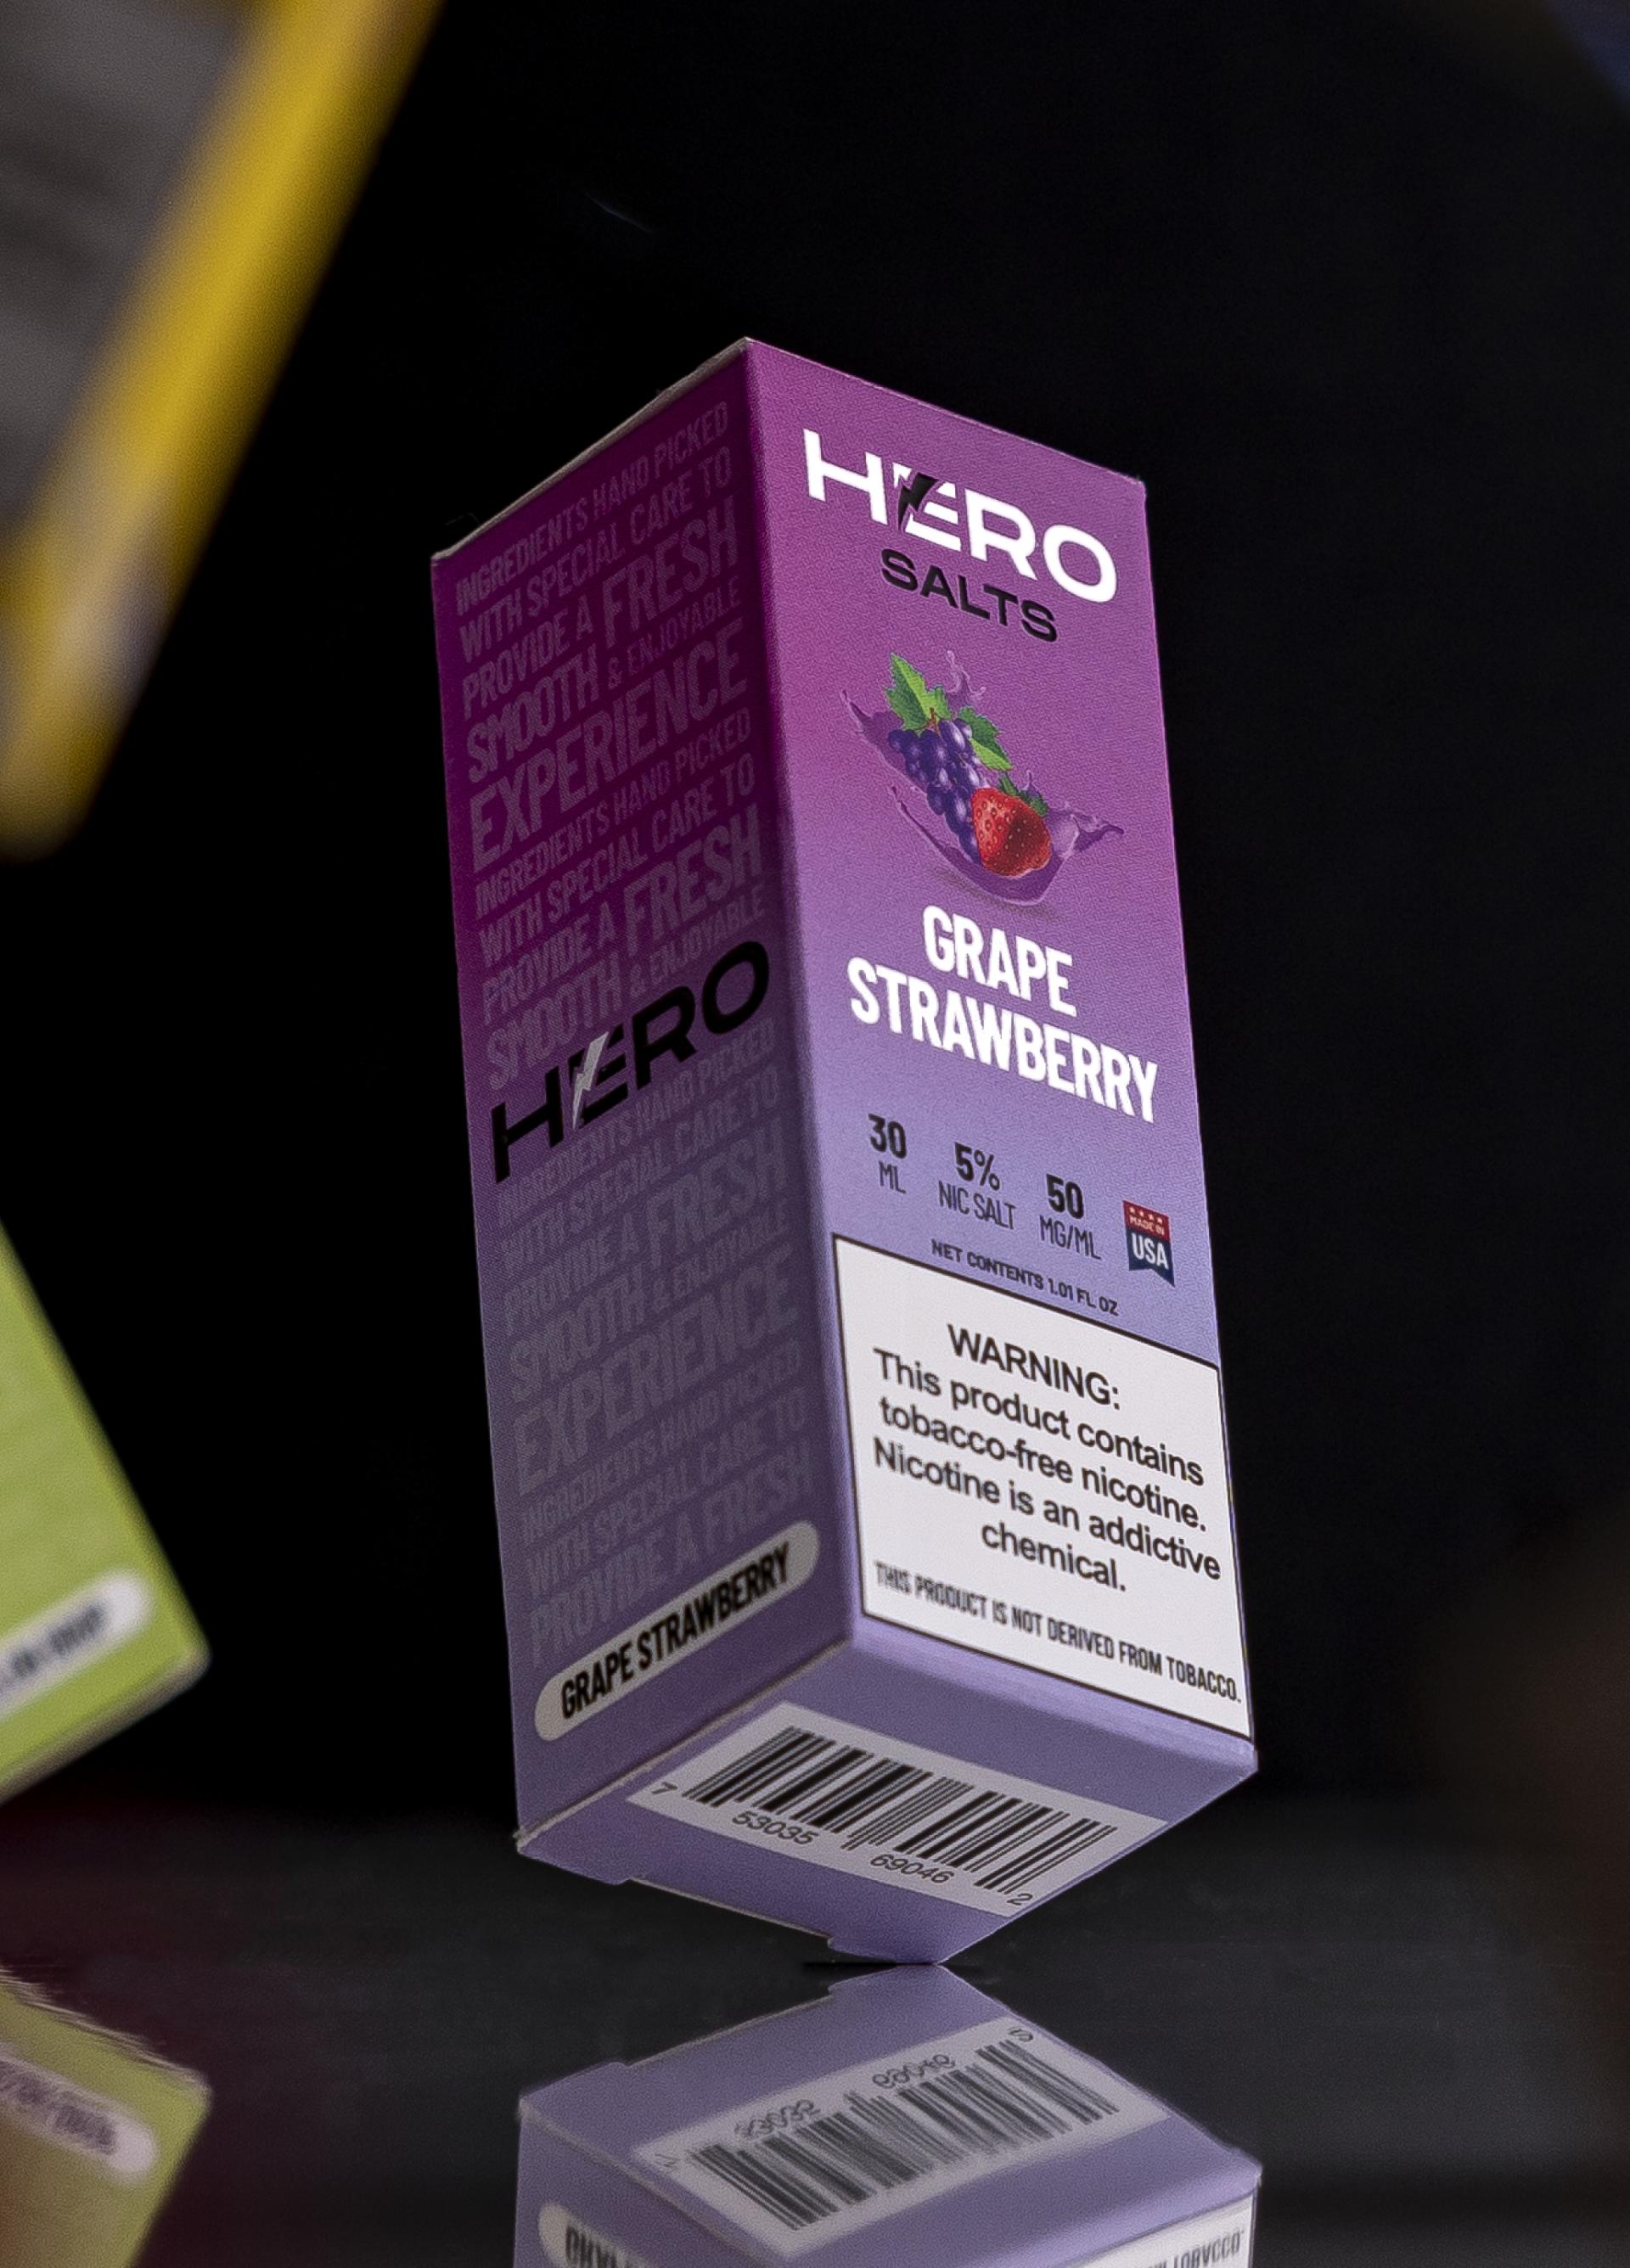 HERO
SALTS
GRAPE
STRAWBERRY
30
ML
5%
NIC SALT
50
MG/ML
MADE IN
USA
NET CONTENTS 1.01 FL OZ
WARNING:
This product contains
tobacco-free nicotine.
Nicotine is an addictive
chemical.
THIS PRODUCT IS NOT DERIVED FROM TOBACCO.
INGREDIENTS HAND PICKED
WITH SPECIAL CARE TO
PROVIDE A FRESH
SMOOTH & ENJOYABLE
EXPERIENCE
INGREDIENTS HAND PICKED
WITH SPECIAL CARE TO
PROVIDE A FRESH
SMOOTH & ENJOYABLE
HERO
INGREDIENTS HAND PICKED
WITH SPECIAL CARE TO
PROVIDE A FRESH
SMOOTH & ENJOYABLE
EXPERIENCE
INGREDIENTS HAND PICKED
WITH SPECIAL CARE TO
PROVIDE A FRESH
GRAPE STRAWBERRY
7 53035 69046 2